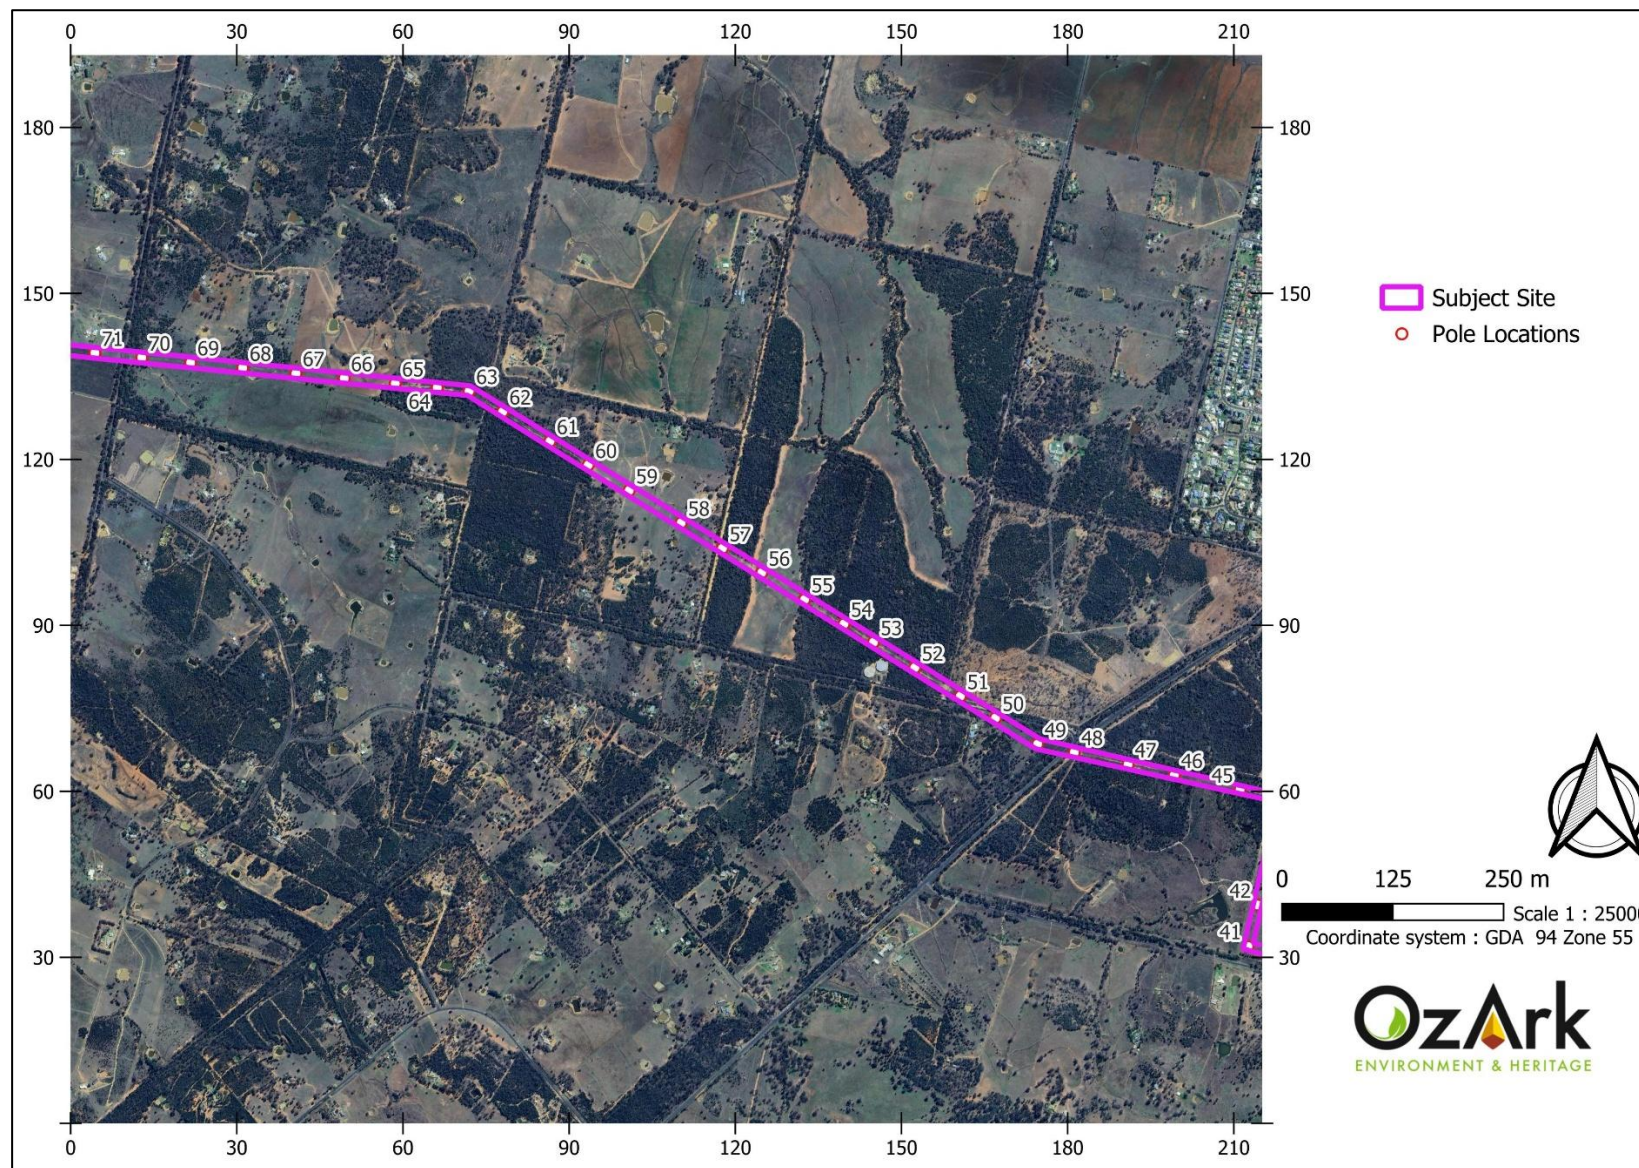 0 30 60 90 120 150 180 210
180 180
150 150
Subject Site
Pole Locations
71 70 69 68 67 66 65 63
64 62
61
60
120 120
59
58
57
56
55
90 90
54
53
52
51
50
49 48
47
46
45
60 60
0 125 250 m
42
Scale 1 : 2500
41
Coordinate system : GDA 94 Zone 55
30 30
OzArk
ENVIRONMENT & HERITAGE
0 30 60 90 120 150 180 210